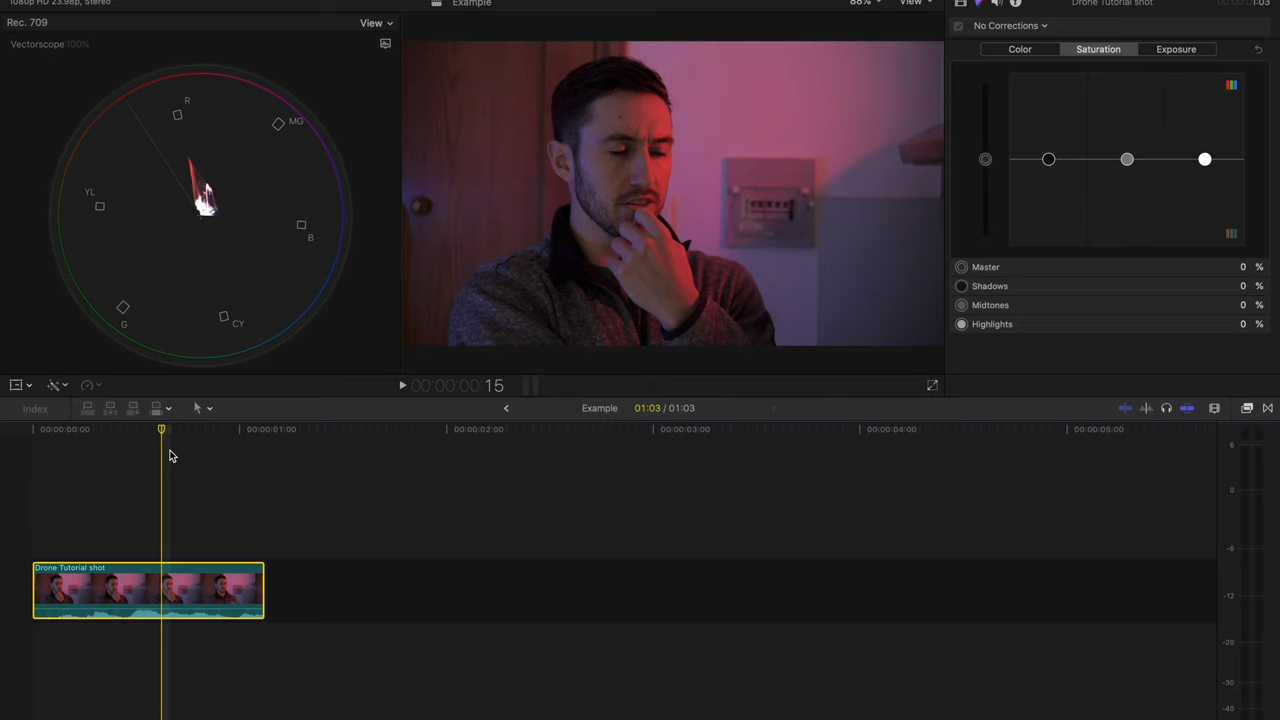 1080p HD 23.98p, Stereo
Example
88%
View
Drone Tutorial shot
1:03
Rec. 709
View
No Corrections
Vectorscope 100%
Color
Saturation
Exposure
R
MG
YL
B
G
CY
Master 0 %
Shadows 0 %
Midtones 0 %
Highlights 0 %
00:00:00:15
Index
Example
01:03 / 01:03
00:00:00:00
00:00:01:00
00:00:02:00
00:00:03:00
00:00:04:00
00:00:05:00
6
0
-6
-12
-20
-30
-40
Drone Tutorial shot